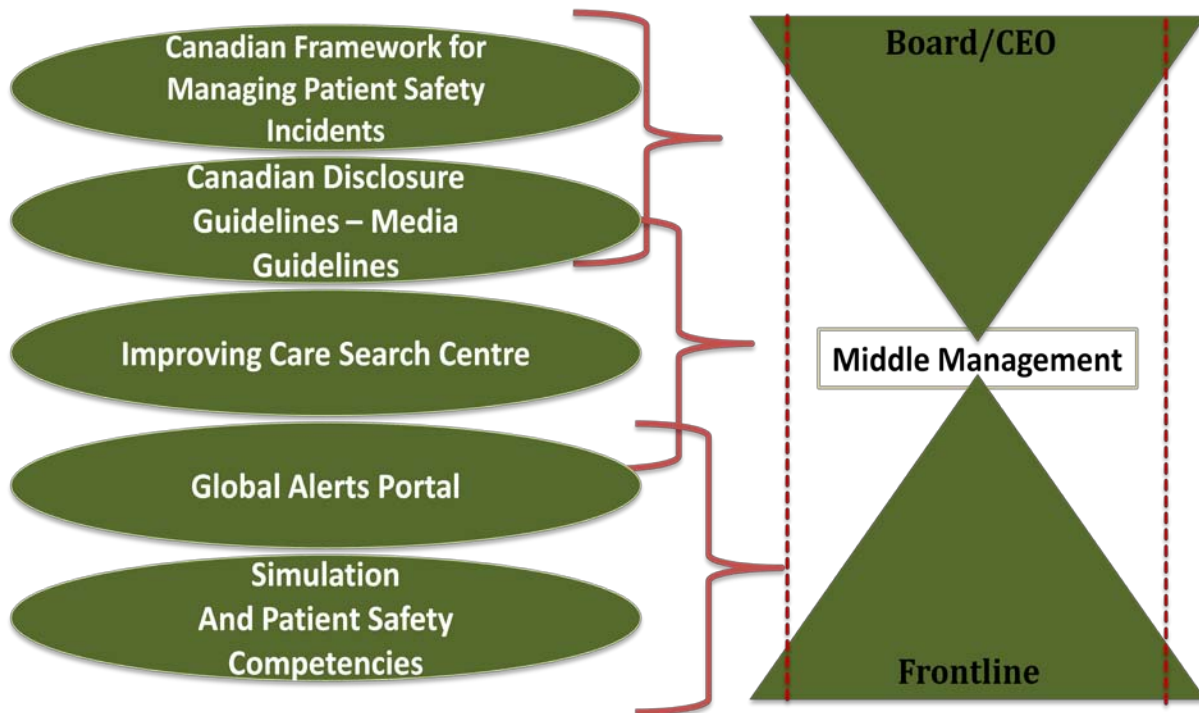 Canadian Framework for
Managing Patient Safety
Incidents
Canadian Disclosure
Guidelines – Media
Guidelines
Improving Care Search Centre
Global Alerts Portal
Simulation
And Patient Safety
Competencies
Board/CEO
Middle Management
Frontline